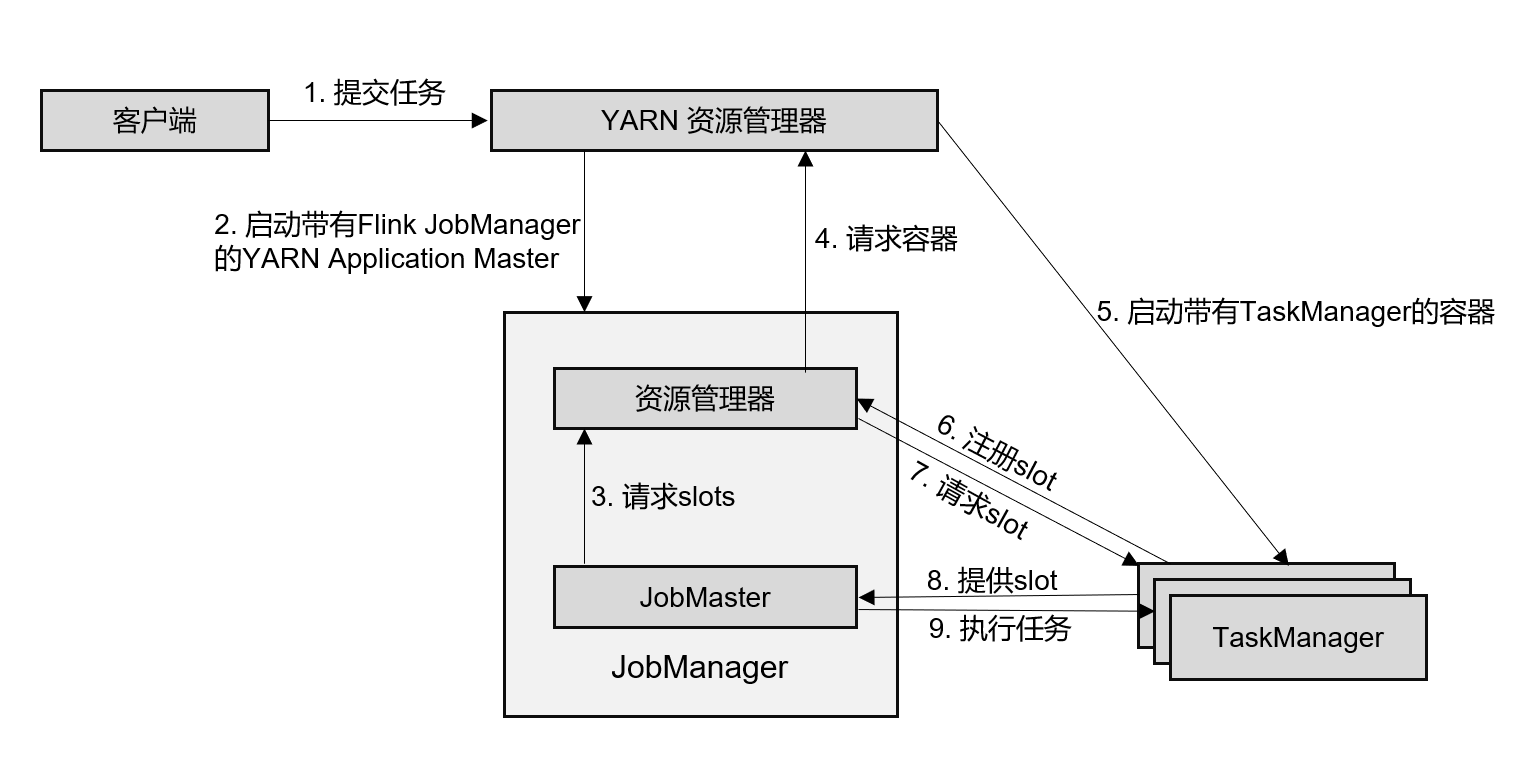 1. 提交任务
客户端
YARN 资源管理器
2. 启动带有Flink JobManager
的YARN Application Master
4. 请求容器
5. 启动带有TaskManager的容器
资源管理器
6. 注册slot
7. 请求slot
3. 请求slots
8. 提供slot
JobMaster
9. 执行任务
TaskManager
JobManager